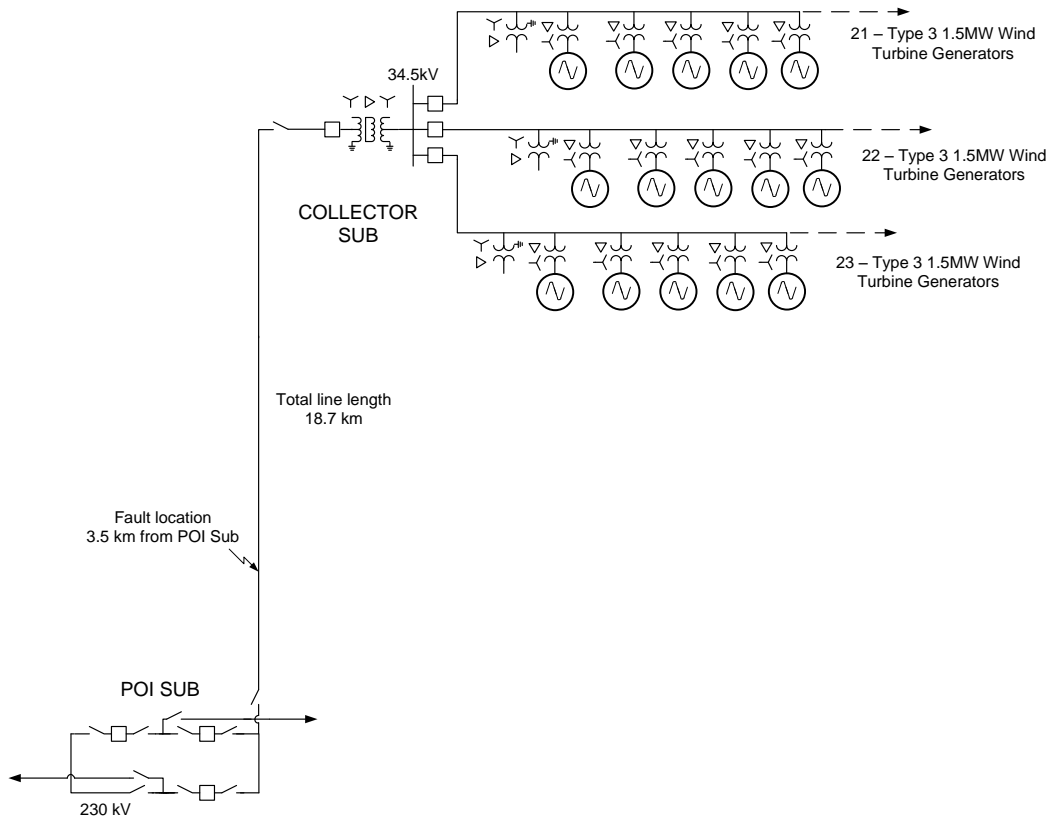 21 – Type 3 1.5MW Wind
Turbine Generators
34.5kV
22 – Type 3 1.5MW Wind
Turbine Generators
COLLECTOR
SUB
23 – Type 3 1.5MW Wind
Turbine Generators
Total line length
18.7 km
Fault location
3.5 km from POI Sub
POI SUB
230 kV